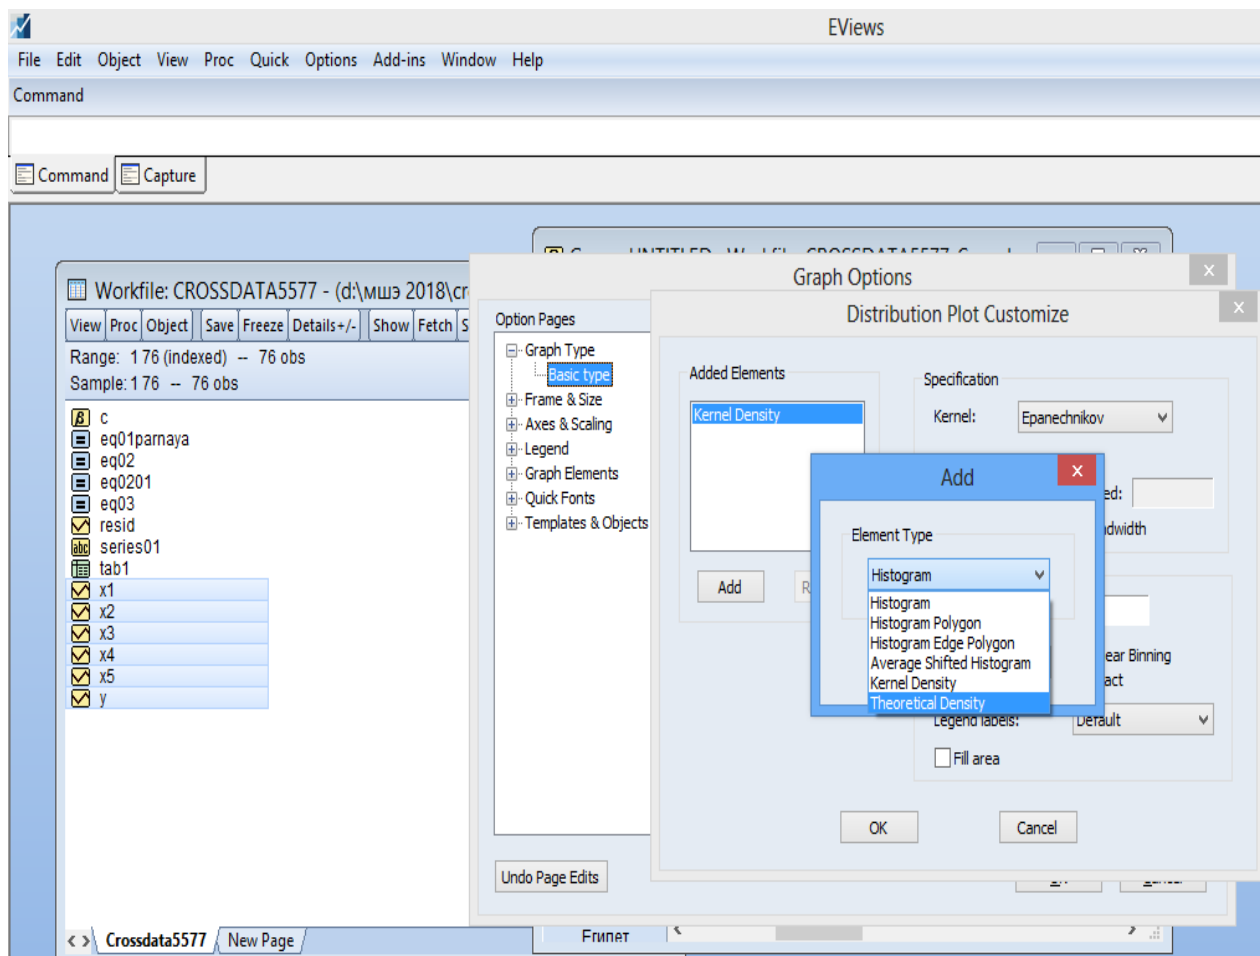 EViews
File Edit Object View Proc Quick Options Add-ins Window Help
Command
Command Capture
Workfile: CROSSDATA5577 - (d:\мшэ 2018\cr
View Proc Object Save Freeze Details+/- Show Fetch S
Range: 1 76 (indexed) -- 76 obs
Sample: 1 76 -- 76 obs
c
eq01parnaya
eq02
eq0201
eq03
resid
series01
tab1
x1
x2
x3
x4
x5
y
Crossdata5577 New Page
Graph Options
Option Pages
Graph Type
Basic type
Frame & Size
Axes & Scaling
Legend
Graph Elements
Quick Fonts
Templates & Objects
Undo Page Edits
Distribution Plot Customize
Added Elements
Kernel Density
Add
Specification
Kernel: Epanechnikov
ed:
dwidth
Add
Element Type
Histogram
Histogram
Histogram Polygon
Histogram Edge Polygon
Average Shifted Histogram
Kernel Density
Theoretical Density
ear Binning
act
Legend labels: Default
Fill area
OK Cancel
Египет